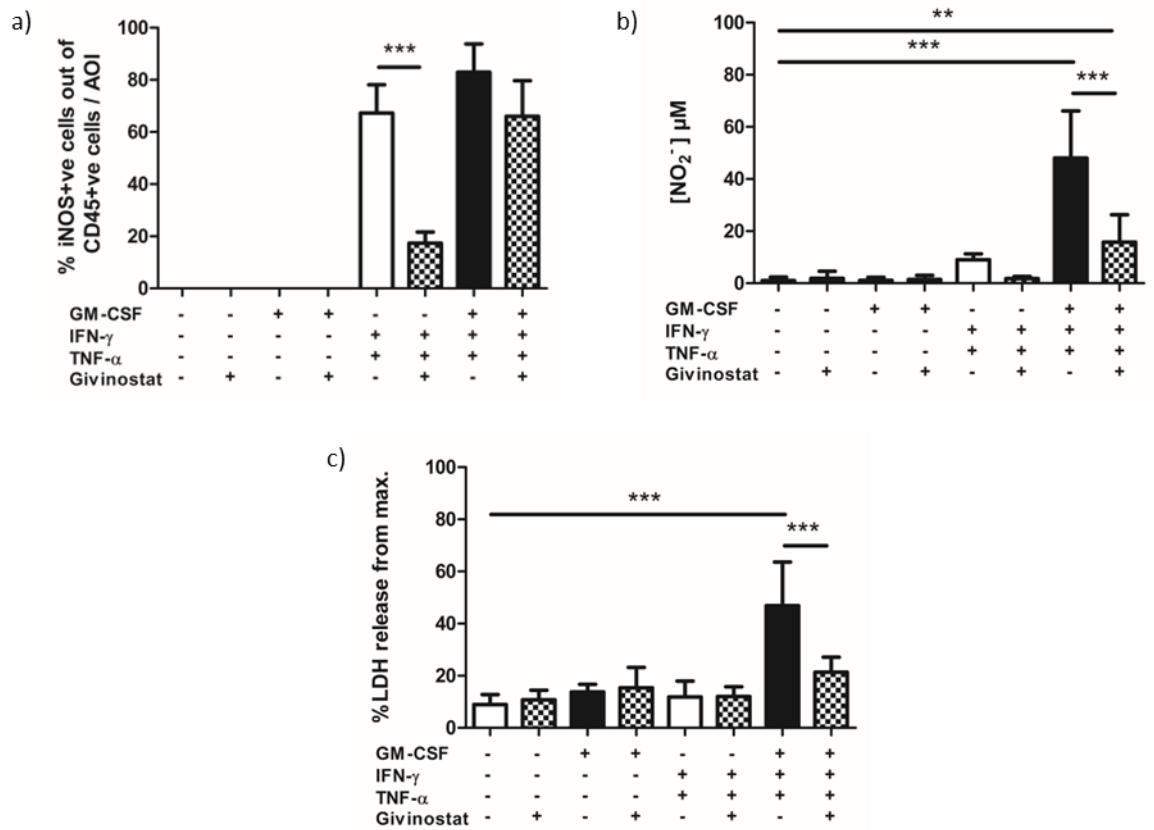 a)
% iNOS+ve cells out of
CD45+ve cells / AOI
100
80
60
40
20
0
***
GM-CSF - - + + - - + +
IFN-γ - - - - + + + +
TNF-α - - - - + + + +
Givinostat - + - + - + - +
b)
[NO₂⁻] µM
100
80
60
40
20
0
**
***
***
GM-CSF - - + + - - + +
IFN-γ - - - - + + + +
TNF-α - - - - + + + +
Givinostat - + - + - + - +
c)
% LDH release from max.
100
80
60
40
20
0
***
***
GM-CSF - - + + - - + +
IFN-γ - - - - + + + +
TNF-α - - - - + + + +
Givinostat - + - + - + - +